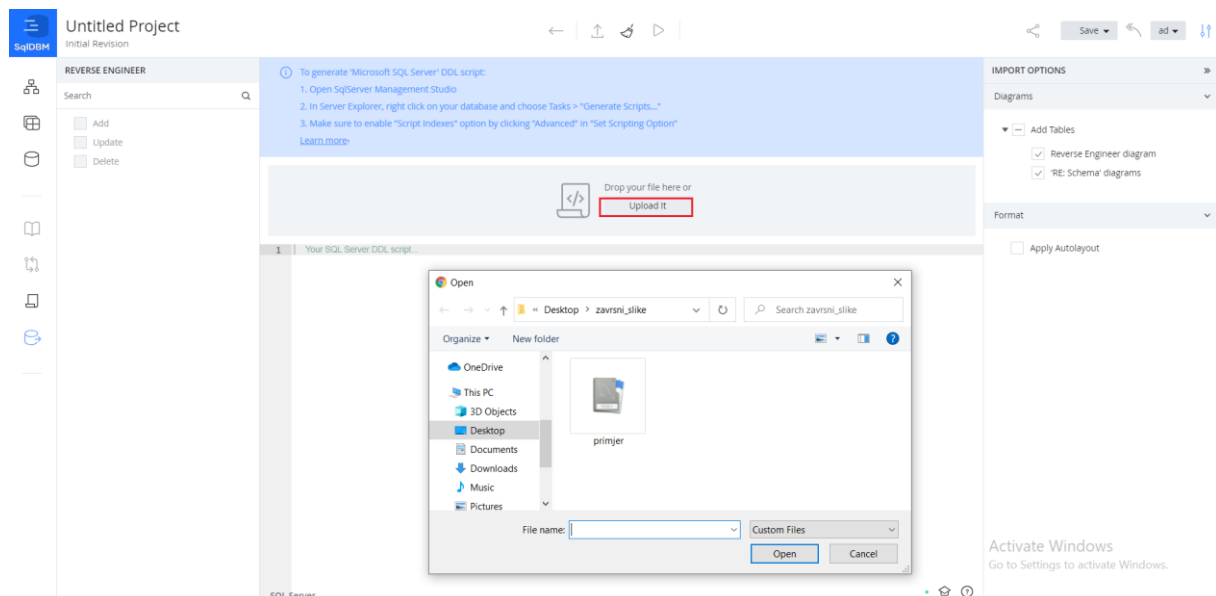 SqlDBM
Untitled Project
Initial Revision
Save
ad
REVERSE ENGINEER
Search
Add
Update
Delete
To generate 'Microsoft SQL Server' DDL script:
1. Open SqlServer Management Studio
2. In Server Explorer, right click on your database and choose Tasks > "Generate Scripts..."
3. Make sure to enable "Script Indexes" option by clicking "Advanced" in "Set Scripting Option"
Learn more›
Drop your file here or
Upload It
1 Your SQL Server DDL script...
Open
« Desktop › zavrsni_slike
Search zavrsni_slike
Organize
New folder
OneDrive
This PC
3D Objects
Desktop
Documents
Downloads
Music
Pictures
primjer
File name:
Custom Files
Open
Cancel
SQL Server
IMPORT OPTIONS
Diagrams
Add Tables
Reverse Engineer diagram
'RE: Schema' diagrams
Format
Apply Autolayout
Activate Windows
Go to Settings to activate Windows.